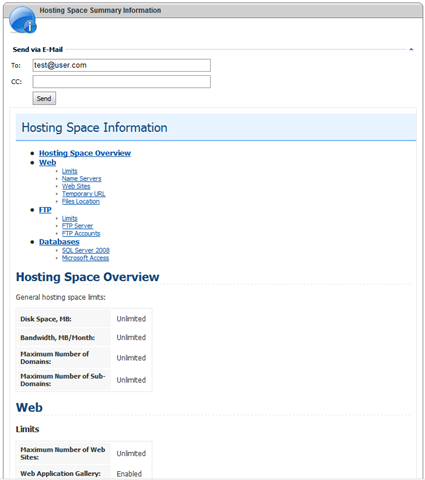 Hosting Space Summary Information
Send via E-Mail
To: test@user.com
CC:
Send
Hosting Space Information
Hosting Space Overview
Web
Limits
Name Servers
Web Sites
Temporary URL
Files Location
FTP
Limits
FTP Server
FTP Accounts
Databases
SQL Server 2008
Microsoft Access
Hosting Space Overview
General hosting space limits:
Disk Space, MB: Unlimited
Bandwidth, MB/Month: Unlimited
Maximum Number of
Domains: Unlimited
Maximum Number of Sub-
Domains: Unlimited
Web
Limits
Maximum Number of Web
Sites: Unlimited
Web Application Gallery: Enabled